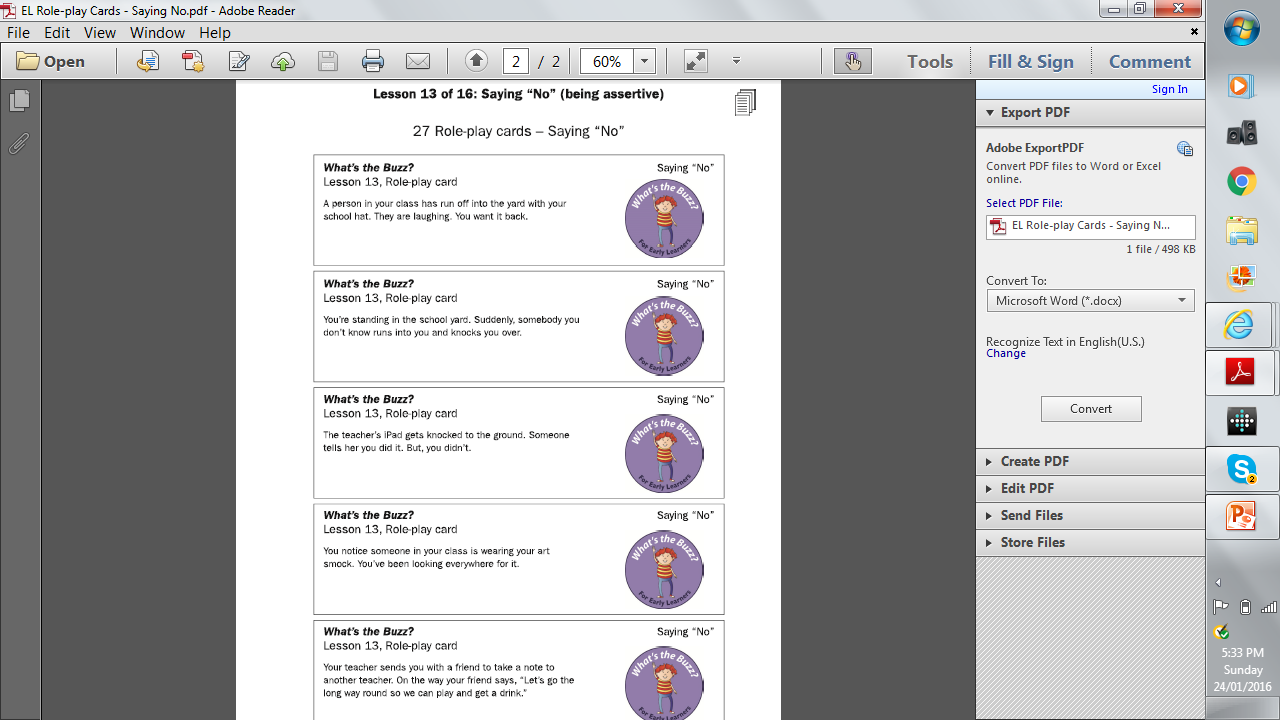 EL Role-play Cards - Saying No.pdf - Adobe Reader
File Edit View Window Help
Open
2 / 2
60%
Tools
Fill & Sign
Comment
Lesson 13 of 16: Saying “No” (being assertive)
27 Role-play cards – Saying “No”
What’s the Buzz?
Saying “No”
Lesson 13, Role-play card
A person in your class has run off into the yard with your
school hat. They are laughing. You want it back.
What’s the Buzz?
For Early Learners
What’s the Buzz?
Saying “No”
Lesson 13, Role-play card
You’re standing in the school yard. Suddenly, somebody you
don’t know runs into you and knocks you over.
What’s the Buzz?
For Early Learners
What’s the Buzz?
Saying “No”
Lesson 13, Role-play card
The teacher’s iPad gets knocked to the ground. Someone
tells her you did it. But, you didn’t.
What’s the Buzz?
For Early Learners
What’s the Buzz?
Saying “No”
Lesson 13, Role-play card
You notice someone in your class is wearing your art
smock. You’ve been looking everywhere for it.
What’s the Buzz?
For Early Learners
What’s the Buzz?
Saying “No”
Lesson 13, Role-play card
Your teacher sends you with a friend to take a note to
another teacher. On the way your friend says, “Let’s go the
long way round so we can play and get a drink.”
What’s the Buzz?
Sign In
Export PDF
Adobe ExportPDF
Convert PDF files to Word or Excel
online.
Select PDF File:
EL Role-play Cards - Saying N...
1 file / 498 KB
Convert To:
Microsoft Word (*.docx)
Recognize Text in English(U.S.)
Change
Convert
Create PDF
Edit PDF
Send Files
Store Files
S
2
P
5:33 PM
Sunday
24/01/2016